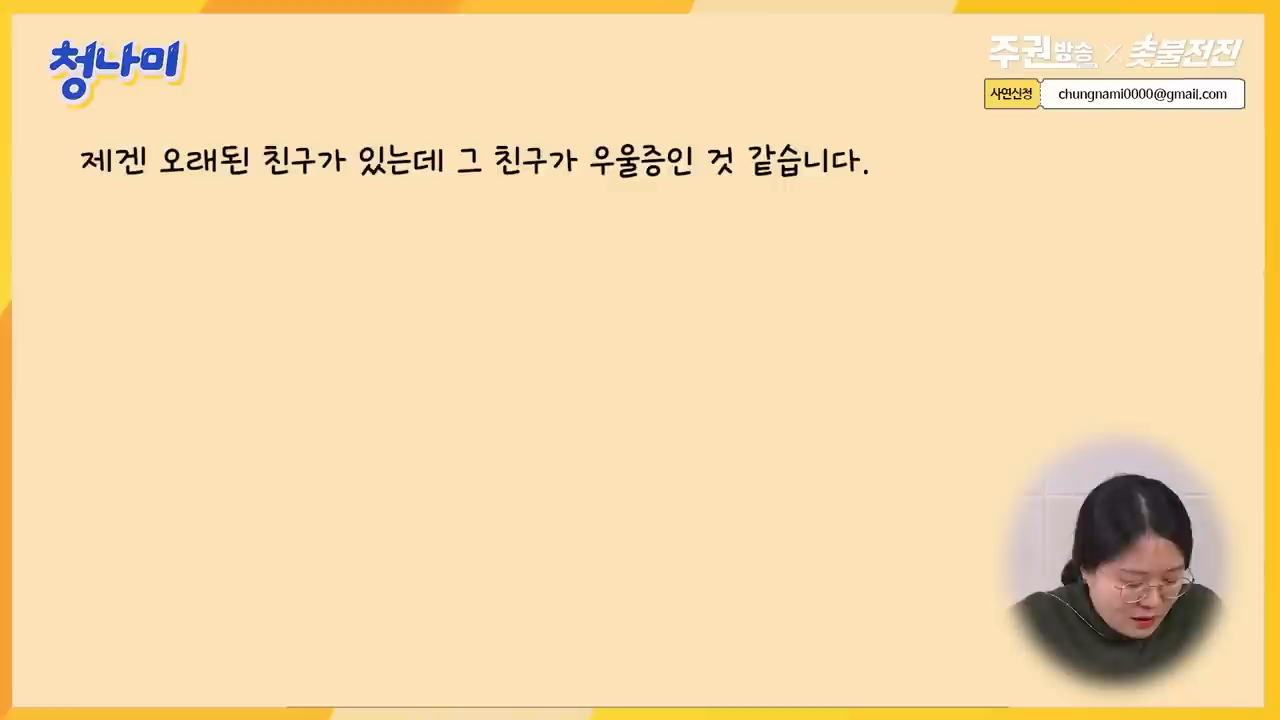 청나미
주권방송 × 촛불전진
사연신청 chungnami0000@gmail.com
제겐 오래된 친구가 있는데 그 친구가 우울증인 것 같습니다.